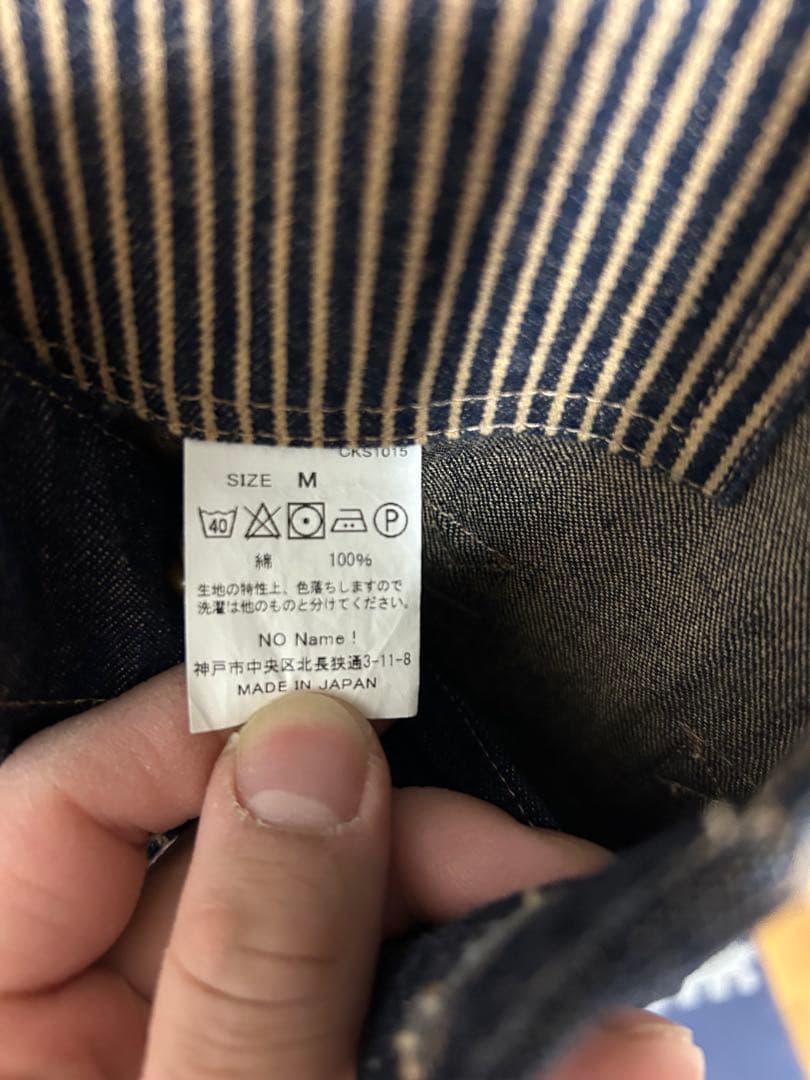 CKS1015
SIZE M
40 P
綿 100%
生地の特性上、色落ちしますので
洗濯は他のものと分けてください。
NO Name !
神戸市中央区北長狭通3-11-8
MADE IN JAPAN